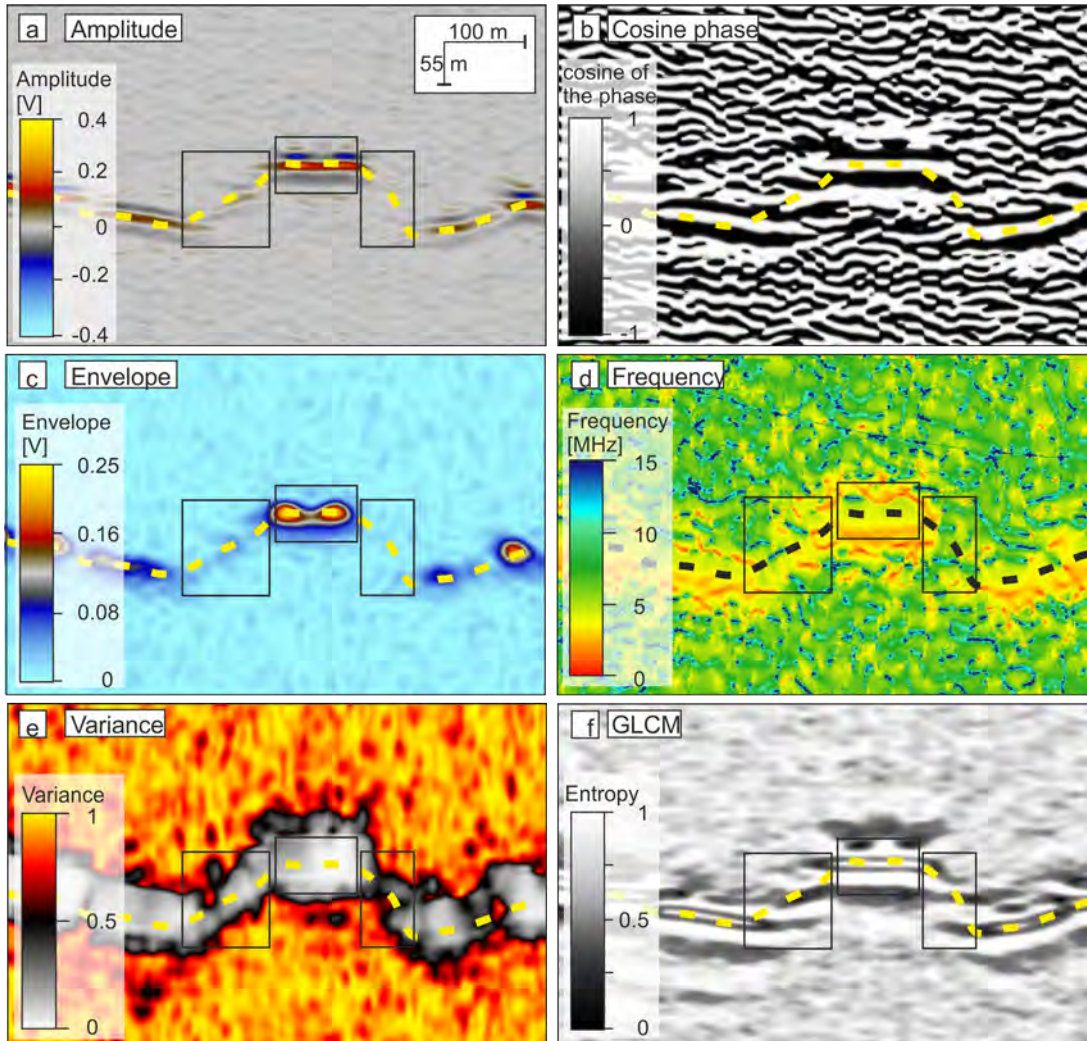 a Amplitude
100 m
55 m
Amplitude
[V]
0.4
0.2
0
-0.2
-0.4
b Cosine phase
cosine of
the phase
1
0
-1
c Envelope
Envelope
[V]
0.25
0.16
0.08
0
d Frequency
Frequency
[MHz]
15
10
5
0
e Variance
Variance
1
0.5
0
f GLCM
Entropy
1
0.5
0